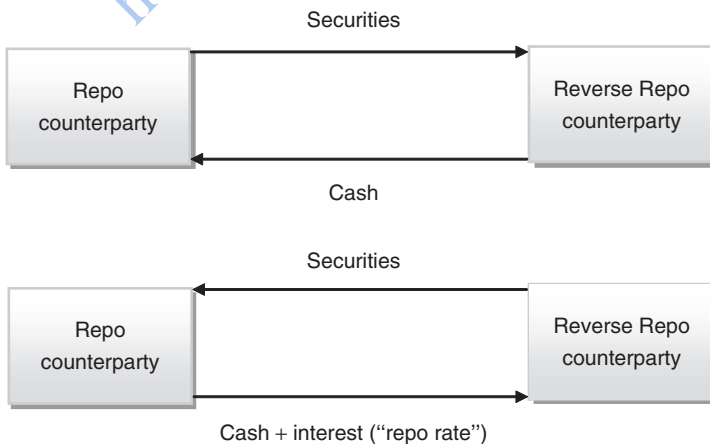 Securities
Repo
counterparty
Reverse Repo
counterparty
Cash
Securities
Repo
counterparty
Reverse Repo
counterparty
Cash + interest (“repo rate”)